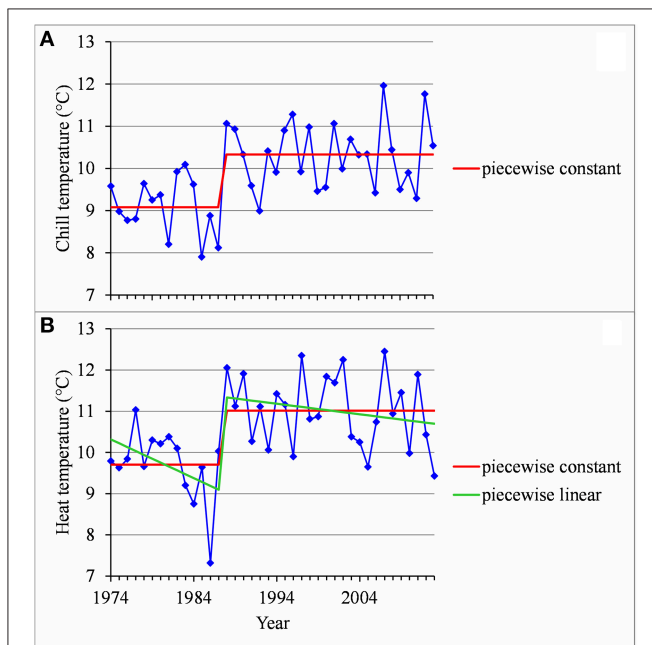 A
13
12
11
10
9
8
7
Chill temperature (°C)
piecewise constant
B
13
12
11
10
9
8
7
Heat temperature (°C)
piecewise constant
piecewise linear
1974 1984 1994 2004
Year